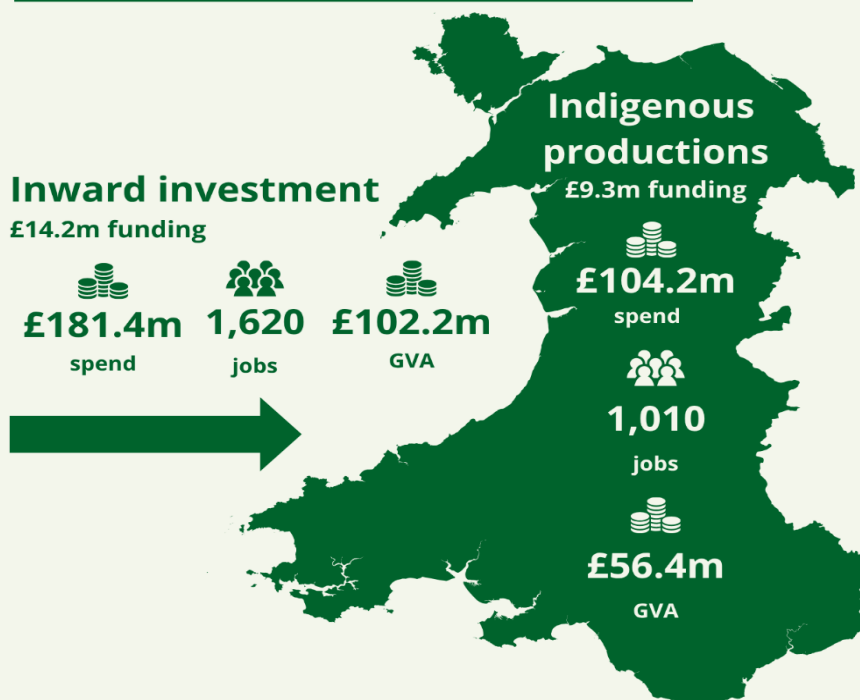 Inward investment
£14.2m funding
£181.4m 1,620 £102.2m
spend jobs GVA
Indigenous
productions
£9.3m funding
£104.2m
spend
1,010
jobs
£56.4m
GVA